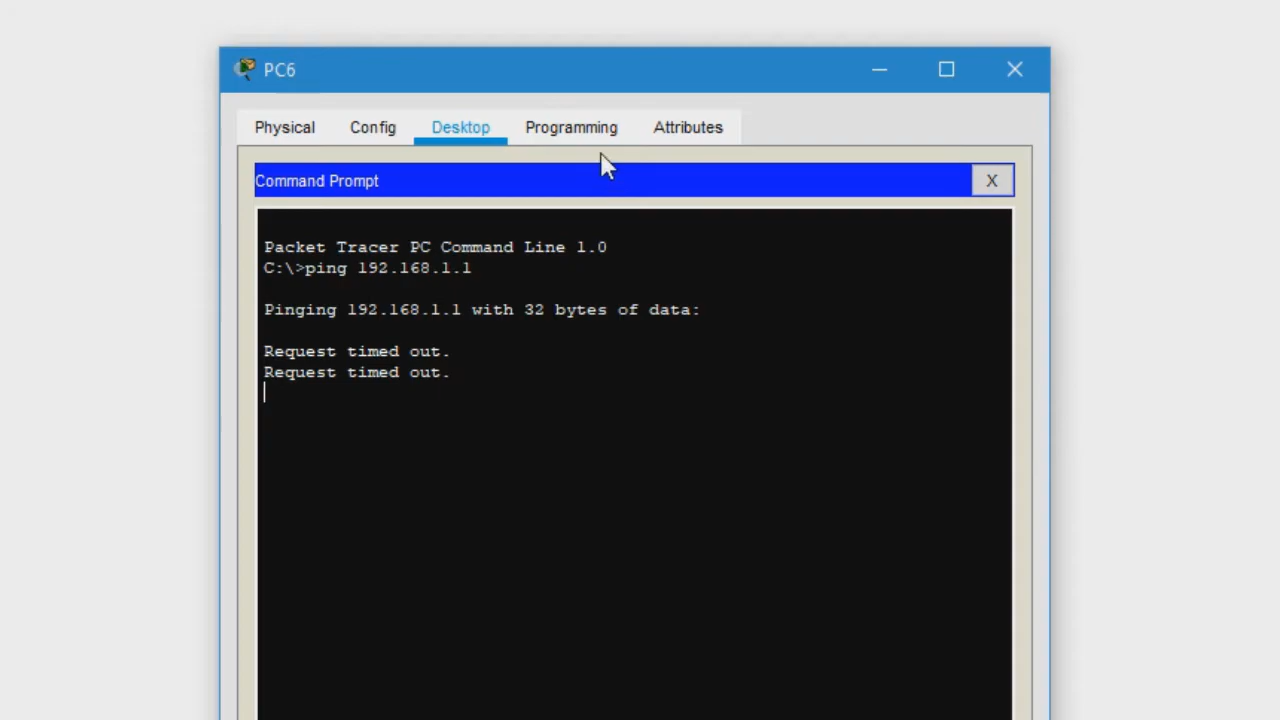 PC6
Physical Config Desktop Programming Attributes
Command Prompt X
Packet Tracer PC Command Line 1.0
C:\>ping 192.168.1.1
Pinging 192.168.1.1 with 32 bytes of data:
Request timed out.
Request timed out.